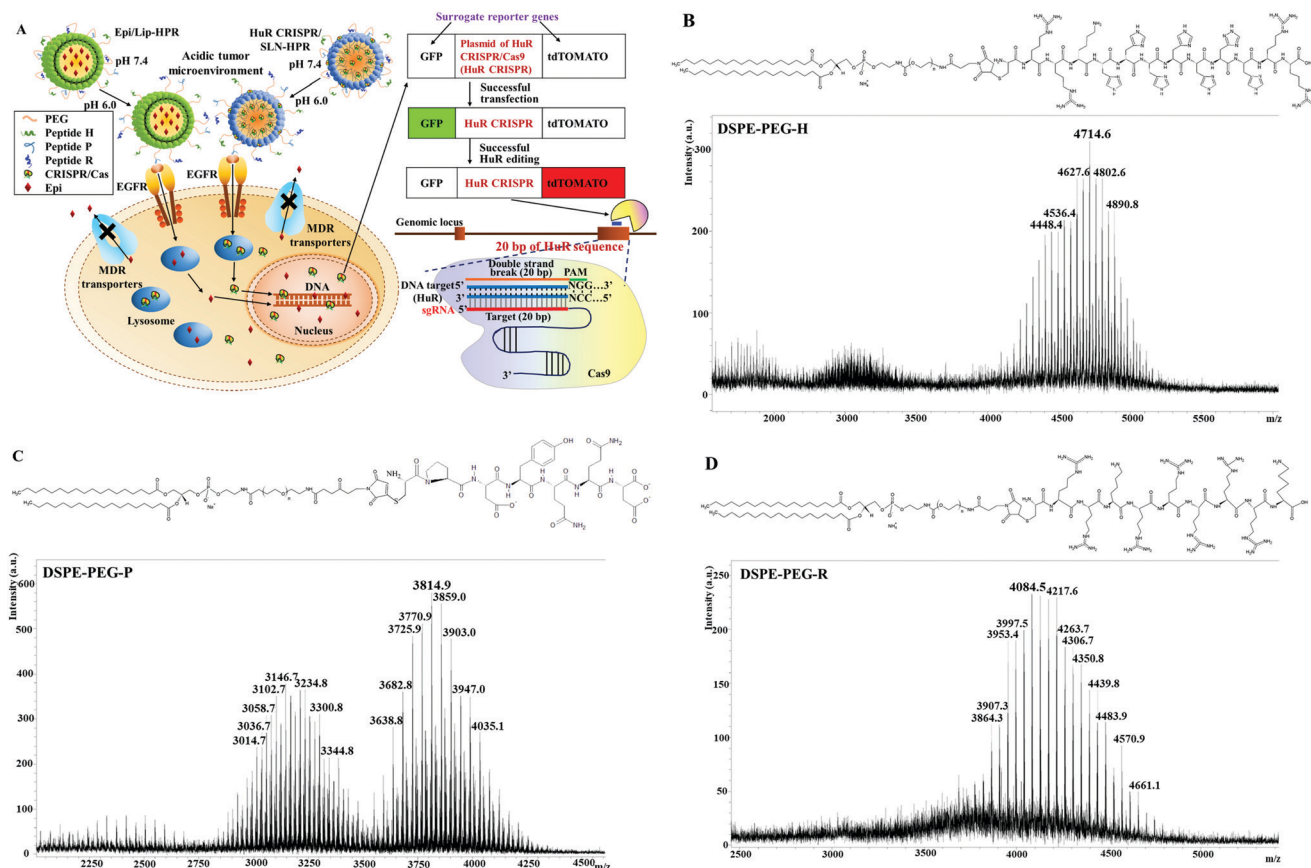 A
Epi/Lip-HPR
pH 7.4
pH 6.0
Acidic tumor
microenvironment
HuR CRISPR/
SLN-HPR
pH 7.4
pH 6.0
PEG
Peptide H
Peptide P
Peptide R
CRISPR/Cas
Epi
EGFR
EGFR
MDR
transporters
MDR
transporters
Lysosome
DNA
Nucleus
Surrogate reporter genes
GFP
Plasmid of HuR
CRISPR/Cas9
(HuR CRISPR)
tdTOMATO
Successful
transfection
GFP
HuR CRISPR
tdTOMATO
Successful
HuR editing
GFP
HuR CRISPR
tdTOMATO
Genomic locus
20 bp of HuR sequence
Double strand
break (20 bp)
PAM
DNA target 5’
NGG...3’
(HuR)
3’
NCC...5’
sgRNA
5’
Target (20 bp)
3’
Cas9
B
DSPE-PEG-H
Intensity (a.u.)
300
200
100
0
4714.6
4627.6
4802.6
4536.4
4890.8
4448.4
2000
3000
4000
4500
5000
5500
m/z
C
DSPE-PEG-P
Intensity (a.u.)
600
500
400
300
200
100
0
3814.9
3859.0
3770.9
3725.9
3903.0
3682.8
3947.0
3638.8
4035.1
3146.7
3234.8
3102.7
3058.7
3300.8
3036.7
3014.7
3344.8
2250
2500
2750
3000
3250
3500
3750
4000
4250
4500
m/z
D
DSPE-PEG-R
Intensity (a.u.)
250
200
150
100
50
0
4084.5
4217.6
3997.5
3953.4
4263.7
4306.7
4350.8
4439.8
3907.3
3864.3
4483.9
4570.9
4661.1
2500
3000
3500
4000
4500
5000
m/z